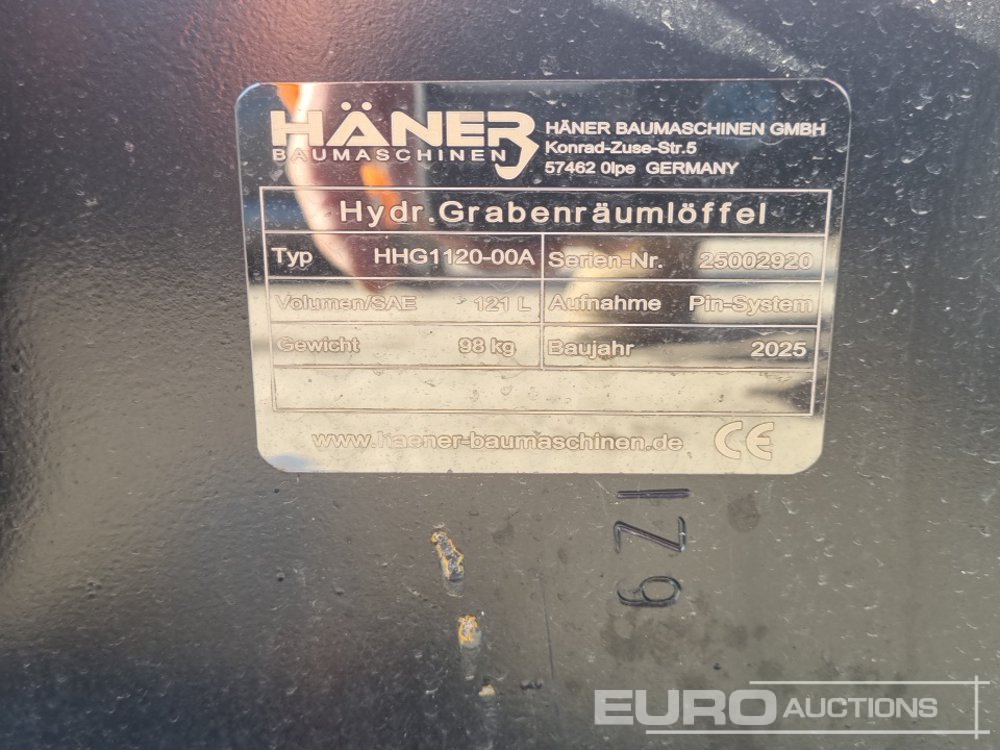 HÄNER
BAUMASCHINEN
HÄNER BAUMASCHINEN GMBH
Konrad-Zuse-Str.5
57462 Olpe GERMANY
Hydr.Grabenräumlöffel
Typ HHG1120-00A Serien-Nr. 25002920
Volumen/SAE 121 L Aufnahme Pin-System
Gewicht 98 kg Baujahr 2025
www.haener-baumaschinen.de CE
EURO AUCTIONS